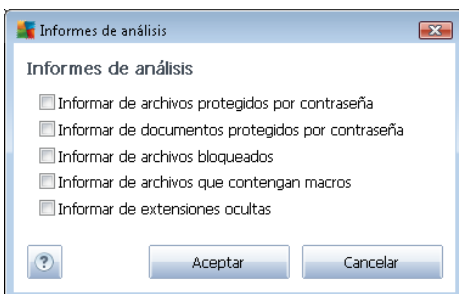 Informes de análisis
Informes de análisis
Informar de archivos protegidos por contraseña
Informar de documentos protegidos por contraseña
Informar de archivos bloqueados
Informar de archivos que contengan macros
Informar de extensiones ocultas
?
Aceptar
Cancelar